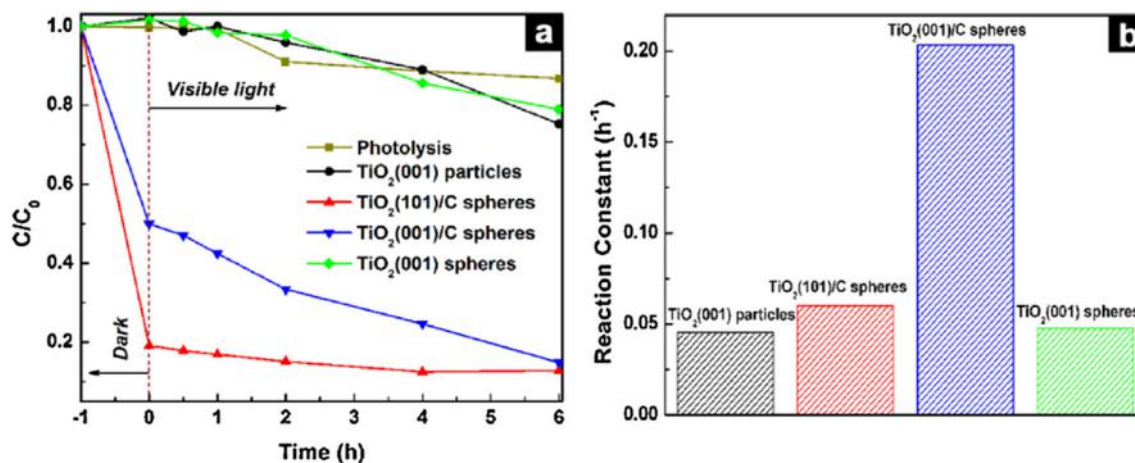 a
1.0
0.8
0.6
0.4
0.2
C/C0
Visible light
Photolysis
TiO2(001) particles
TiO2(101)/C spheres
TiO2(001)/C spheres
TiO2(001) spheres
Dark
-1 0 1 2 3 4 5 6
Time (h)
b
0.20
0.15
0.10
0.05
0.00
Reaction Constant (h-1)
TiO2(001)/C spheres
TiO2(101)/C spheres
TiO2(001) particles
TiO2(001) spheres